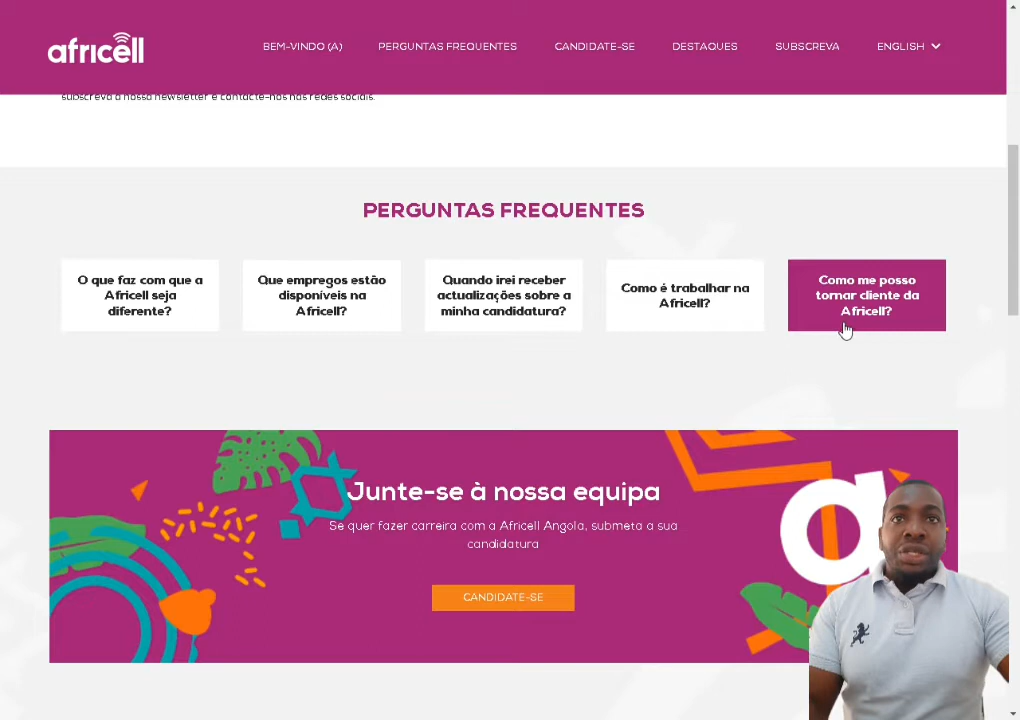 africell
BEM-VINDO (A)
PERGUNTAS FREQUENTES
CANDIDATE-SE
DESTAQUES
SUBSCREVA
ENGLISH
subscreva a nossa newsletter e contacte-nos nas redes sociais.
PERGUNTAS FREQUENTES
O que faz com que a
Africell seja
diferente?
Que empregos estão
disponíveis na
Africell?
Quando irei receber
actualizações sobre a
minha candidatura?
Como é trabalhar na
Africell?
Como me posso
tornar cliente da
Africell?
Junte-se à nossa equipa
Se quer fazer carreira com a Africell Angola, submeta a sua
candidatura
CANDIDATE-SE